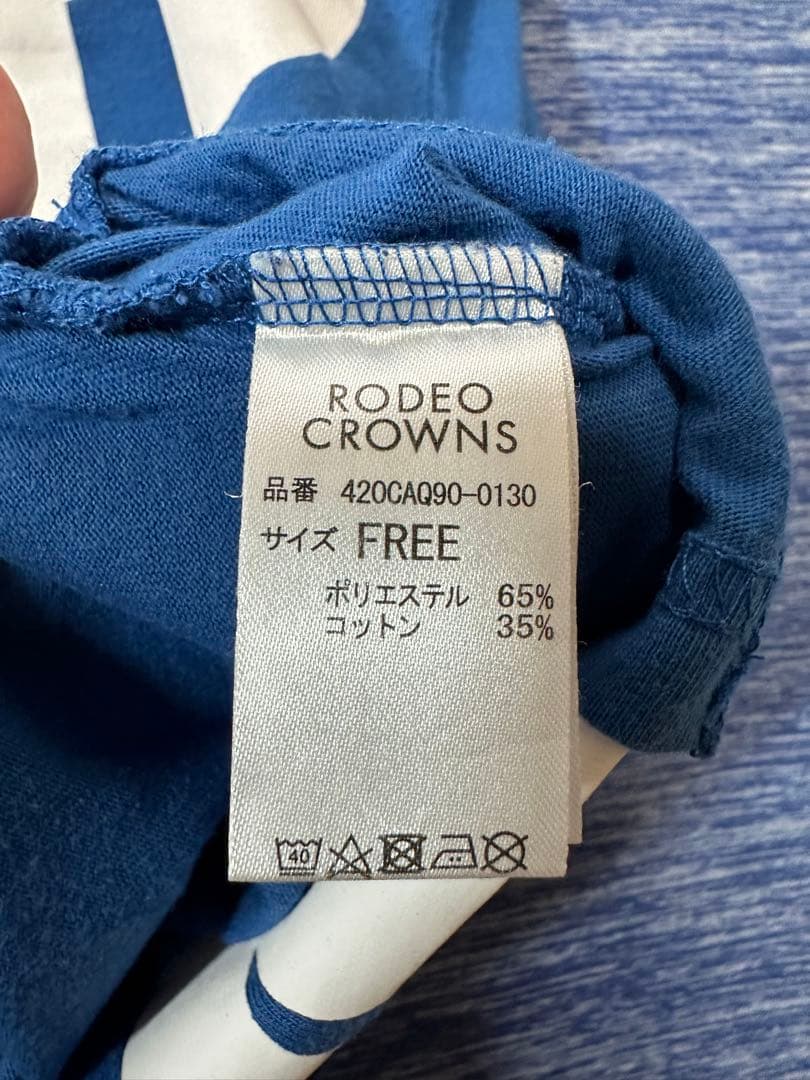 RODEO
CROWNS
品番 420CAQ90-0130
サイズ FREE
ポリエステル 65%
コットン 35%
40